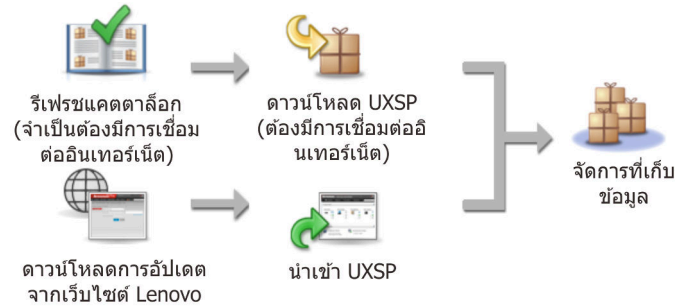 รีเฟรชแคตตาล็อก
(จำเป็นต้องมีการเชื่อม
ต่ออินเทอร์เน็ต)
ดาวน์โหลด UXSP
(ต้องมีการเชื่อมต่ออิ
นเทอร์เน็ต)
จัดการที่เก็บ
ข้อมูล
ดาวน์โหลดการอัปเดต
จากเว็บไซต์ Lenovo
นำเข้า UXSP